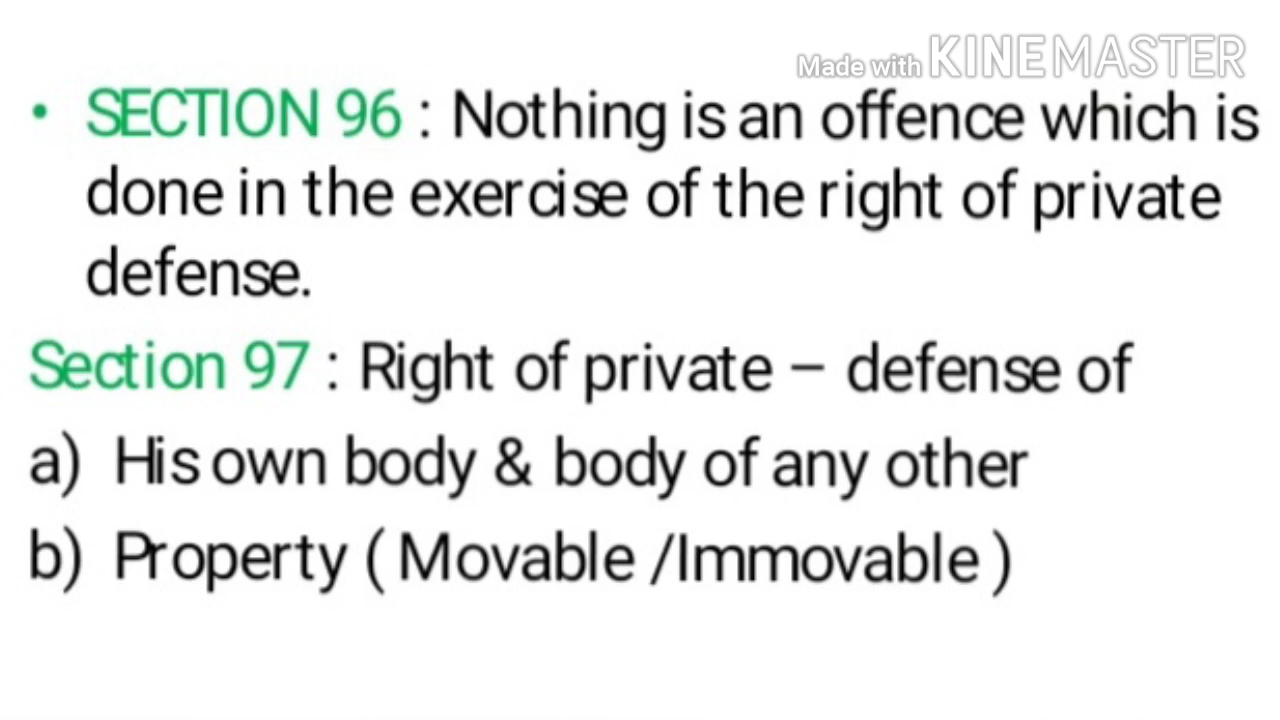 Made with KINEMASTER
• SECTION 96 : Nothing is an offence which is
done in the exercise of the right of private
defense.
Section 97 : Right of private – defense of
a) His own body & body of any other
b) Property ( Movable /Immovable )